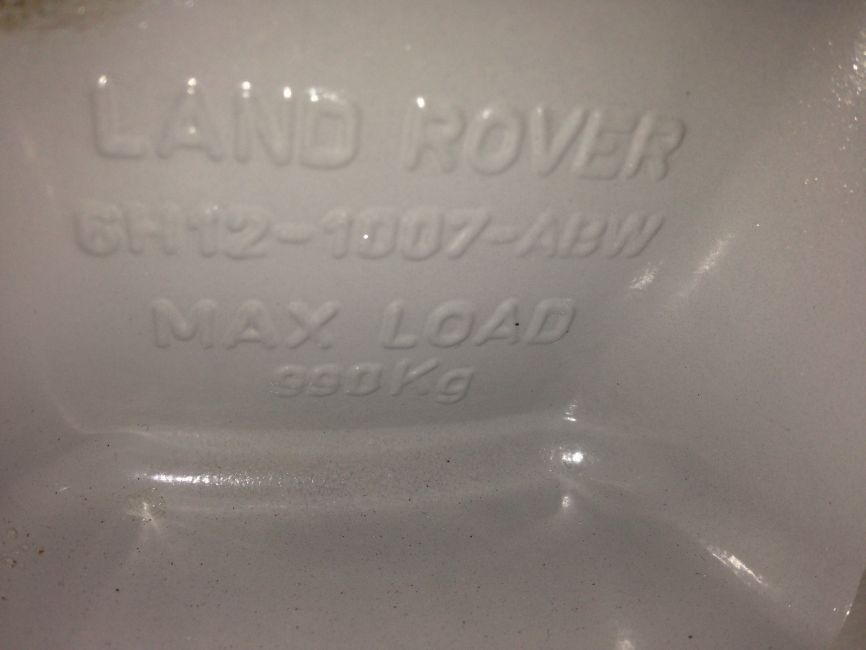 LAND ROVER
6H12-1007-ABW
MAX LOAD
990Kg